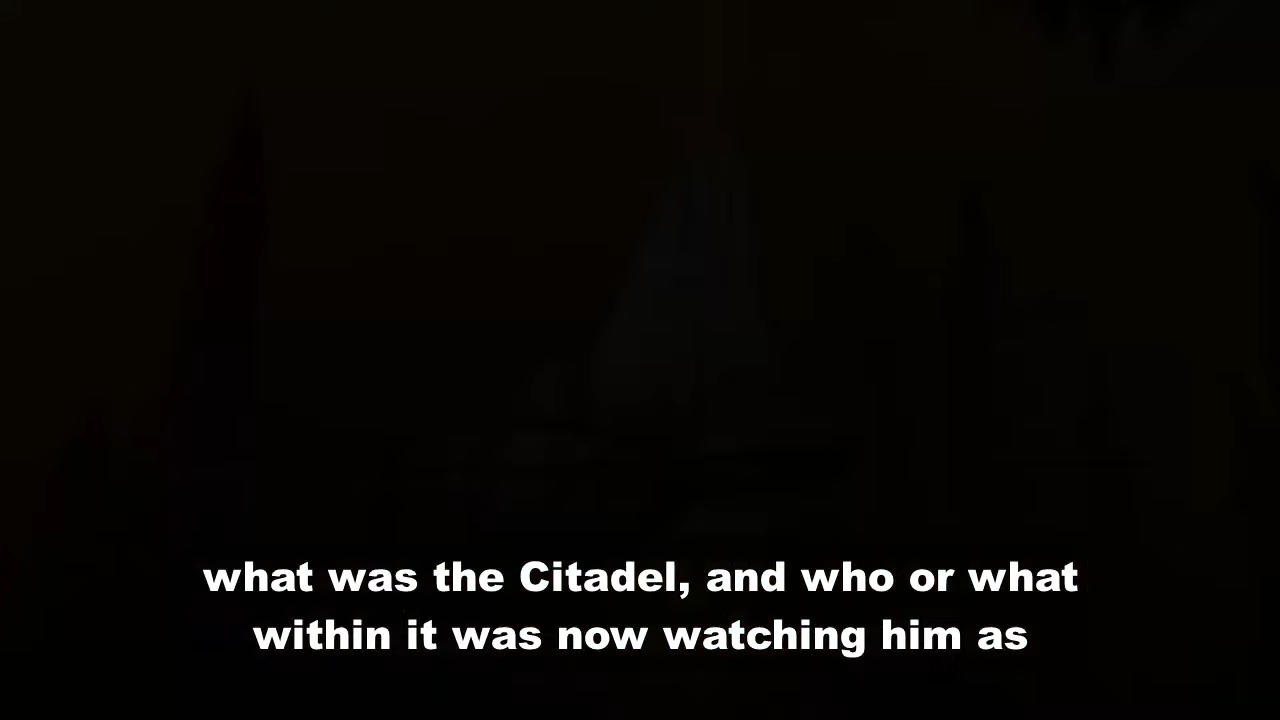 what was the Citadel, and who or what
within it was now watching him as